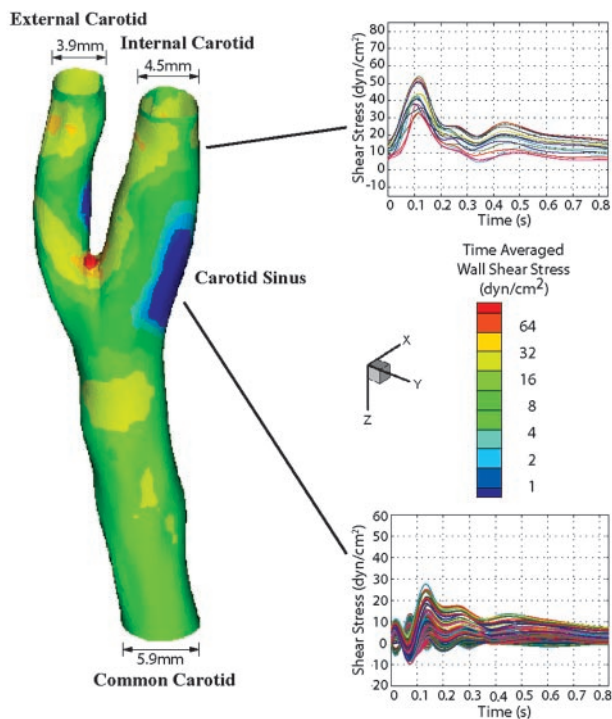 External Carotid
3.9mm
Internal Carotid
4.5mm
Carotid Sinus
5.9mm
Common Carotid
Shear Stress (dyn/cm²)
80
70
60
50
40
30
20
10
0
-10
0 0.1 0.2 0.3 0.4 0.5 0.6 0.7 0.8
Time (s)
Time Averaged
Wall Shear Stress
(dyn/cm²)
64
32
16
8
4
2
1
X
Y
Z
Shear Stress (dyn/cm²)
60
50
40
30
20
10
0
-10
20
0 0.1 0.2 0.3 0.4 0.5 0.6 0.7 0.8
Time (s)